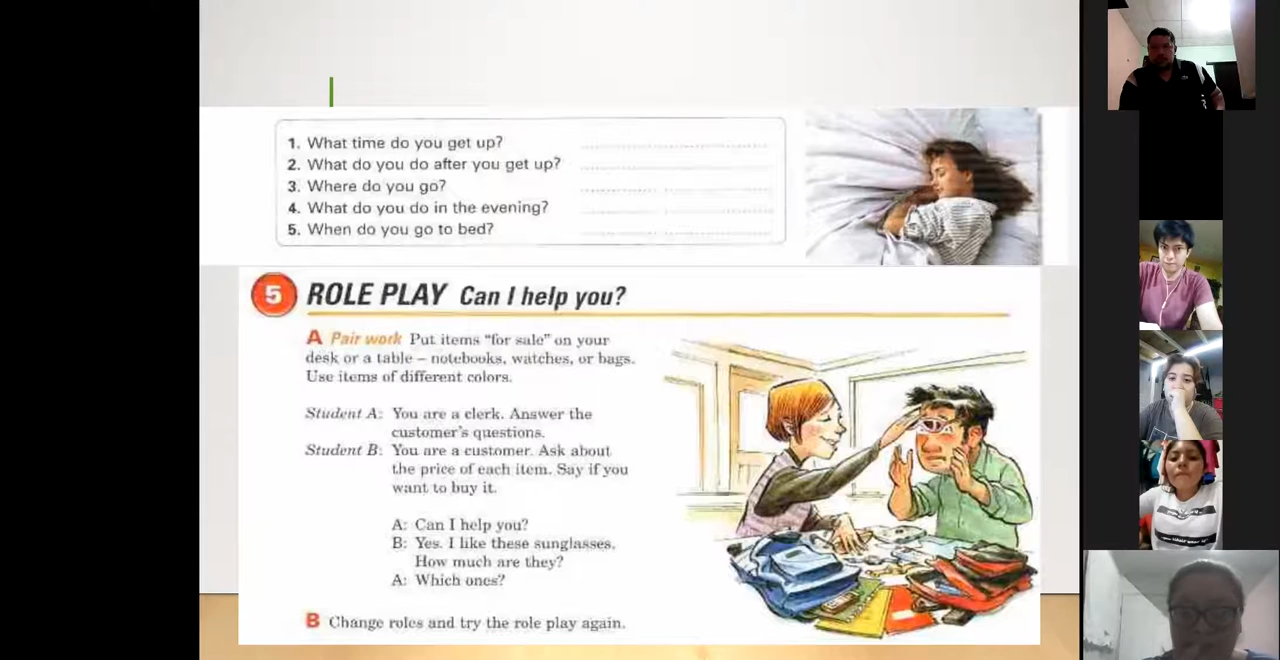 1. What time do you get up?
2. What do you do after you get up?
3. Where do you go?
4. What do you do in the evening?
5. When do you go to bed?
5 ROLE PLAY Can I help you?
A Pair work Put items "for sale" on your
desk or a table – notebooks, watches, or bags.
Use items of different colors.
Student A: You are a clerk. Answer the
customer's questions.
Student B: You are a customer. Ask about
the price of each item. Say if you
want to buy it.
A: Can I help you?
B: Yes. I like these sunglasses.
How much are they?
A: Which ones?
B Change roles and try the role play again.